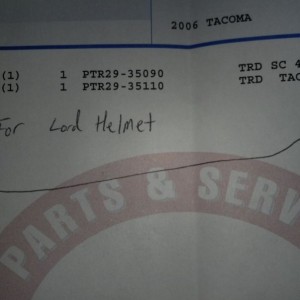 2006 TACOMA
(1) 1 PTR29-35090 TRD SC 4
(1) 1 PTR29-35110 TRD TAC
For Lord Helmet
PARTS & SERV